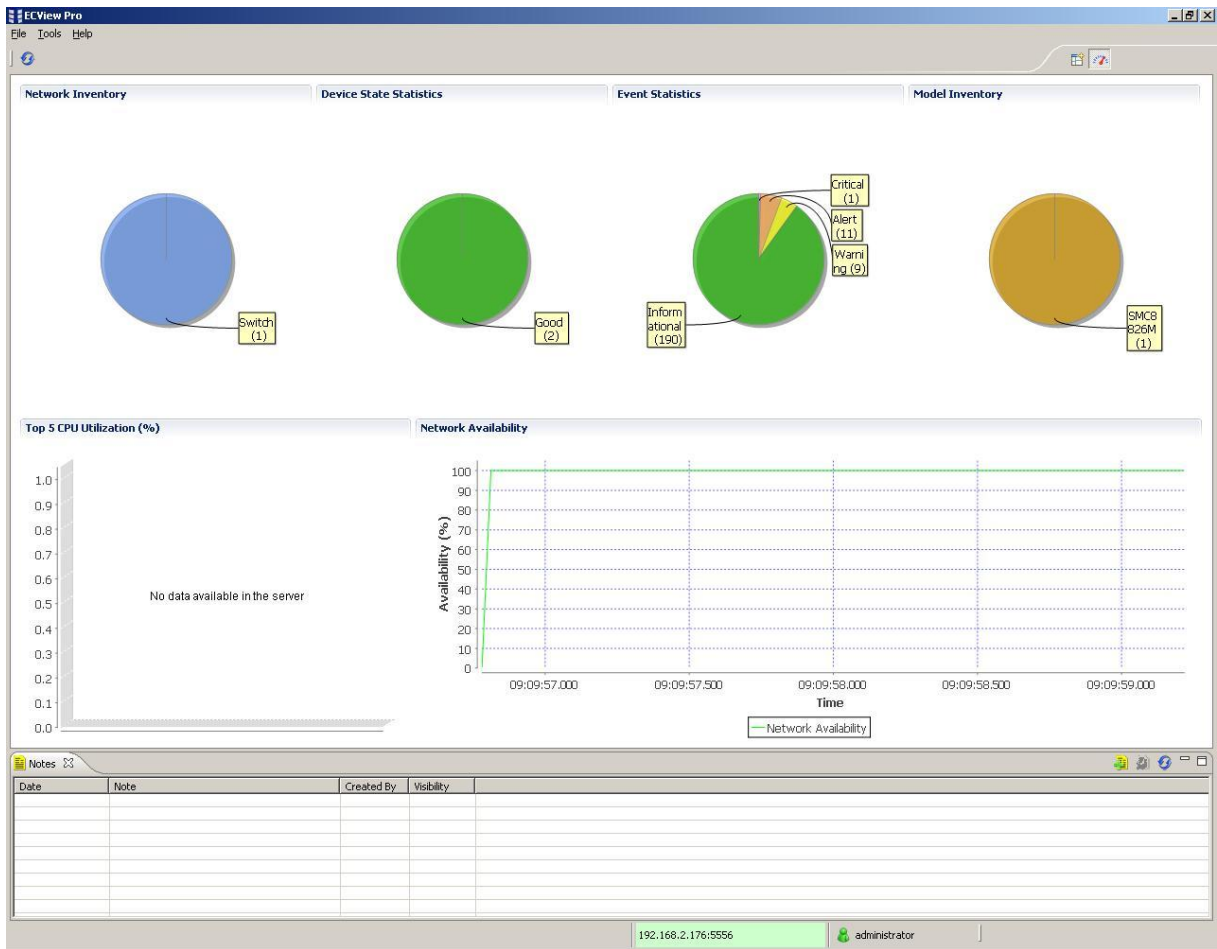 ECView Pro
File Tools Help
Network Inventory
Device State Statistics
Event Statistics
Model Inventory
Switch
(1)
Good
(2)
Critical
(1)
Alert
(11)
Warni
ng (9)
Inform
ational
(190)
SMC8
826M
(1)
Top 5 CPU Utilization (%)
1.0
0.9
0.8
0.7
0.6
0.5
0.4
0.3
0.2
0.1
0.0
No data available in the server
Network Availability
Availability (%)
100
90
80
70
60
50
40
30
20
10
0
09:09:57.000 09:09:57.500 09:09:58.000 09:09:58.500 09:09:59.000
Time
Network Availability
Notes
Date Note Created By Visibility
192.168.2.176:5556 administrator